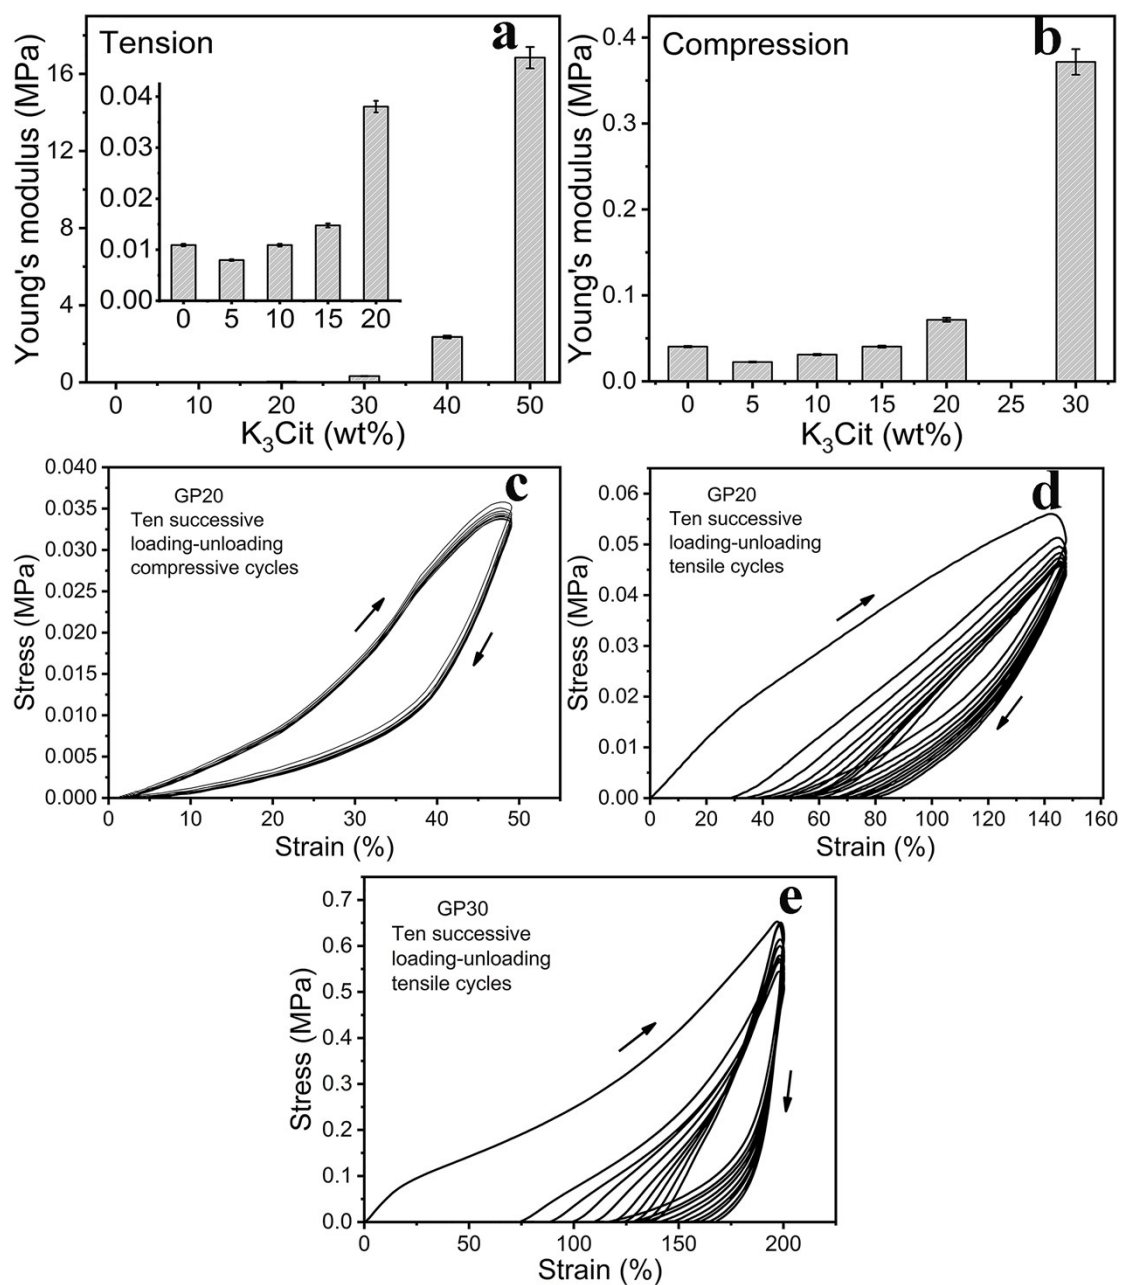 Tension
a
Young's modulus (MPa)
16
12
8
4
0
0.04
0.03
0.02
0.01
0.00
0 5 10 15 20
0 10 20 30 40 50
K₃Cit (wt%)
Compression
b
Young's modulus (MPa)
0.4
0.3
0.2
0.1
0.0
0 5 10 15 20 25 30
K₃Cit (wt%)
c
GP20
Ten successive
loading-unloading
compressive cycles
Stress (MPa)
0.040
0.035
0.030
0.025
0.020
0.015
0.010
0.005
0.000
0 10 20 30 40 50
Strain (%)
d
GP20
Ten successive
loading-unloading
tensile cycles
Stress (MPa)
0.06
0.05
0.04
0.03
0.02
0.01
0.00
0 20 40 60 80 100 120 140 160
Strain (%)
e
GP30
Ten successive
loading-unloading
tensile cycles
Stress (MPa)
0.7
0.6
0.5
0.4
0.3
0.2
0.1
0.0
0 50 100 150 200
Strain (%)